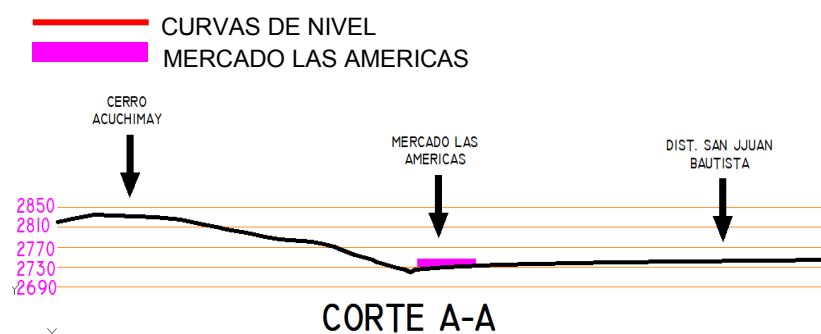 CURVAS DE NIVEL
MERCADO LAS AMERICAS
CERRO
ACUCHIMAY
MERCADO LAS
AMERICAS
DIST. SAN JJUAN
BAUTISTA
2850
2810
2770
2730
2690
Y
CORTE A-A